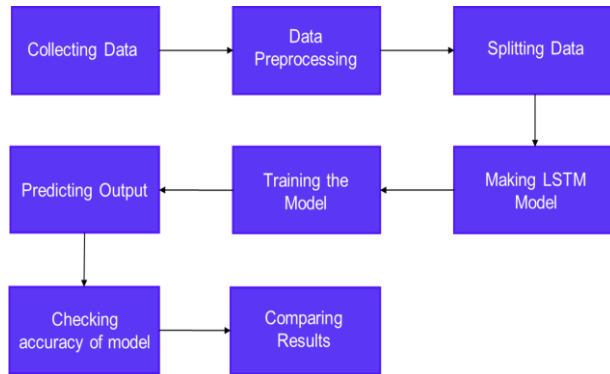 Collecting Data
Data
Preprocessing
Splitting Data
Making LSTM
Model
Training the
Model
Predicting Output
Checking
accuracy of model
Comparing
Results